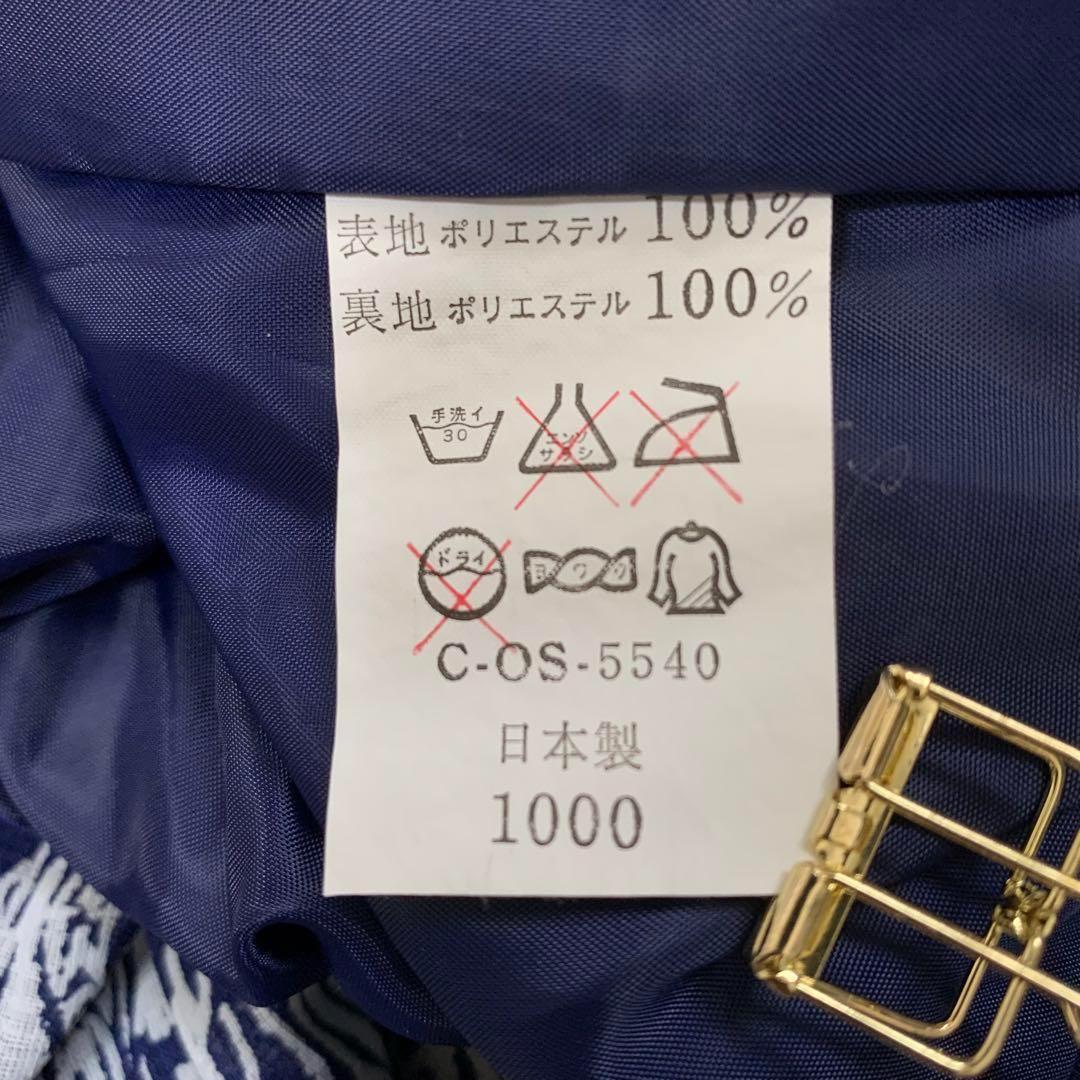 表地 ポリエステル 100%
裏地 ポリエステル 100%
手洗イ
30
エンソ
サラシ
ドライ
ヨワク
C-OS-5540
日本製
1000